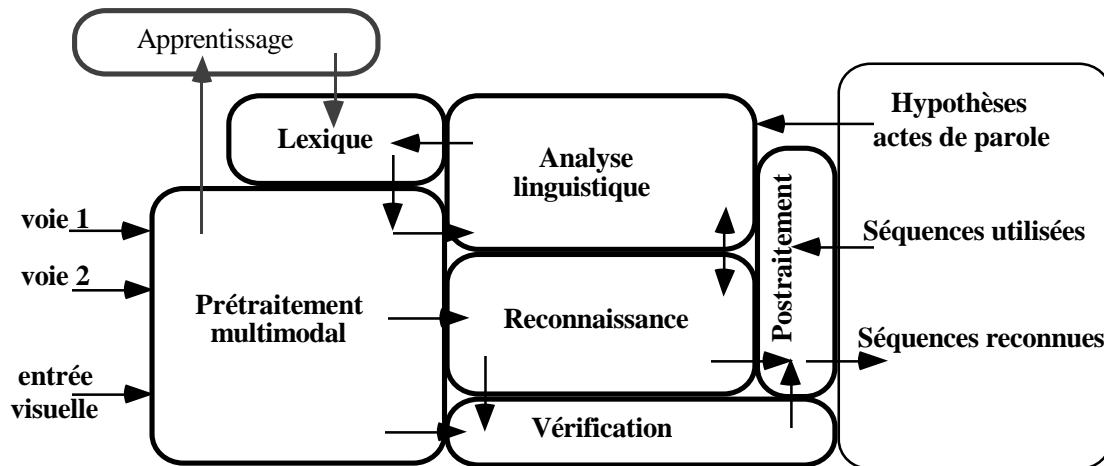 Apprentissage
Lexique
Analyse
linguistique
Hypothèses
actes de parole
voie 1
voie 2
entrée
visuelle
Prétraitement
multimodal
Reconnaissance
Vérification
Postraitement
Séquences utilisées
Séquences reconnues